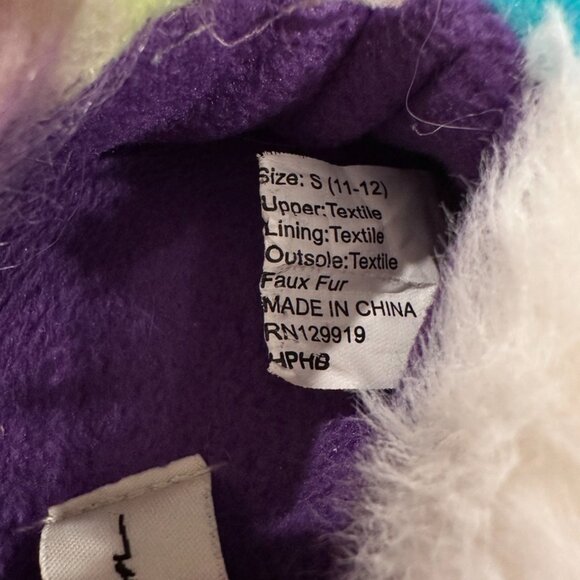 Size: S (11-12)
Upper:Textile
Lining:Textile
Outsole:Textile
Faux Fur
MADE IN CHINA
RN129919
HPHB